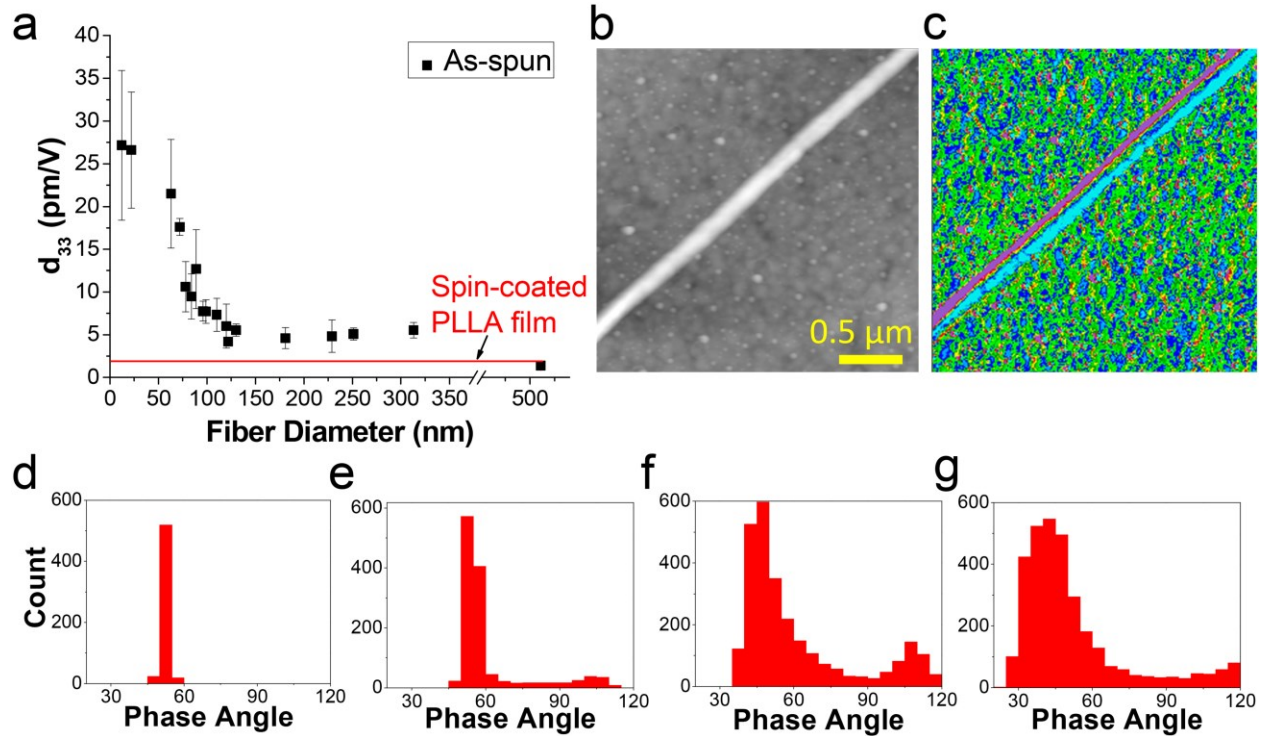 a
d33 (pm/V)
40
35
30
25
20
15
10
5
0
As-spun
Spin-coated
PLLA film
0 50 100 150 200 250 300 350 500
Fiber Diameter (nm)
b
0.5 μm
c
d
Count
600
400
200
0
30 60 90 120
Phase Angle
e
600
400
200
0
30 60 90 120
Phase Angle
f
600
400
200
0
30 60 90 120
Phase Angle
g
600
400
200
0
30 60 90 120
Phase Angle